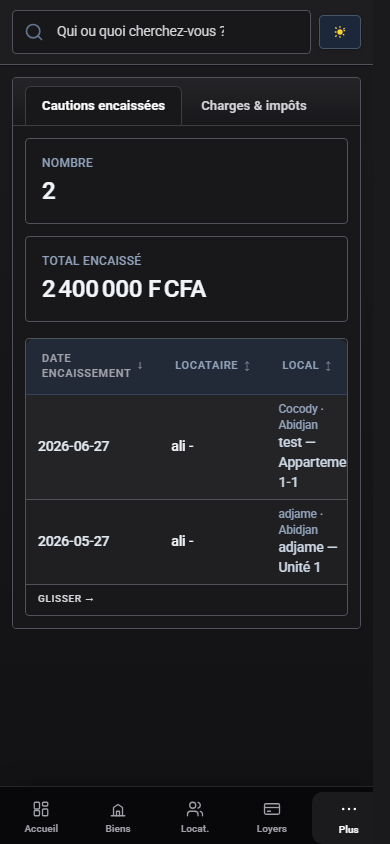 Qui ou quoi cherchez-vous ?
Cautions encaissées
Charges & impôts
NOMBRE
2
TOTAL ENCAISSÉ
2 400 000 F CFA
DATE
ENCAISSEMENT ↓
LOCATAIRE ↕
LOCAL ↕
2026-06-27
ali -
Cocody ·
Abidjan
test —
Apparteme
1-1
2026-05-27
ali -
adjame ·
Abidjan
adjame —
Unité 1
GLISSER →
Accueil
Biens
Locat.
Loyers
Plus